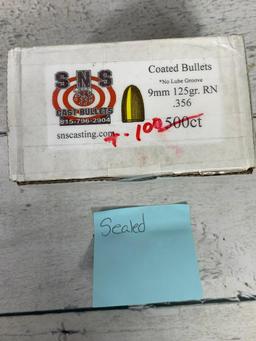 SNS
CAST BULLETS
815-796-2904
snscasting.com
Coated Bullets
*No Lube Groove
9mm 125gr. RN
.356
500ct
Sealed